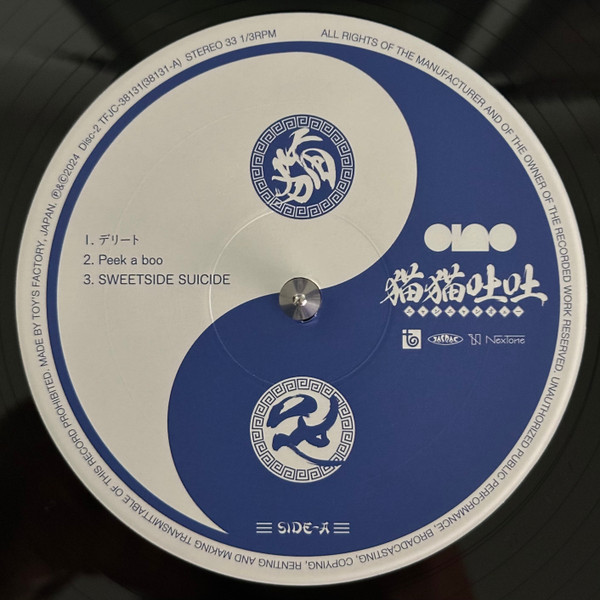 Ⓟ&©2024 Disc-2 TFJC-38131(38131-A) STEREO 33 1/3RPM
ALL RIGHTS OF THE MANUFACTURER AND OF THE OWNER OF THE RECORDED WORK RESERVED. UNAUTHORIZED PUBLIC PERFORMANCE, BROADCASTING, COPYING, RENTING AND MAKING TRANSMITTABLE OF THIS RECORD PROHIBITED. MADE BY TOY'S FACTORY, JAPAN.
1. デリート
2. Peek a boo
3. SWEETSIDE SUICIDE
猫猫吐吐
JASRAC NexTone
SIDE-A